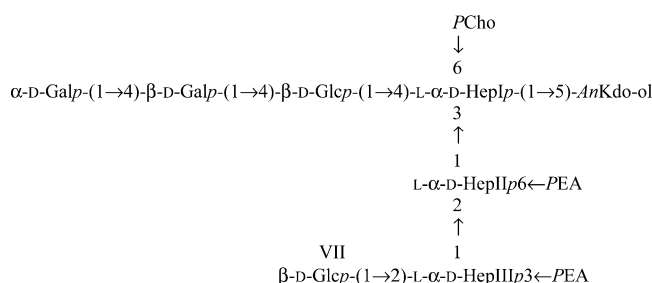 PCho
↓
6
α-D-Galp-(1→4)-β-D-Galp-(1→4)-β-D-Glcp-(1→4)-L-α-D-HepIp-(1→5)-AnKdo-ol
3
↑
1
L-α-D-HepIIp6←PEA
2
↑
VII 1
β-D-Glcp-(1→2)-L-α-D-HepIIIp3←PEA